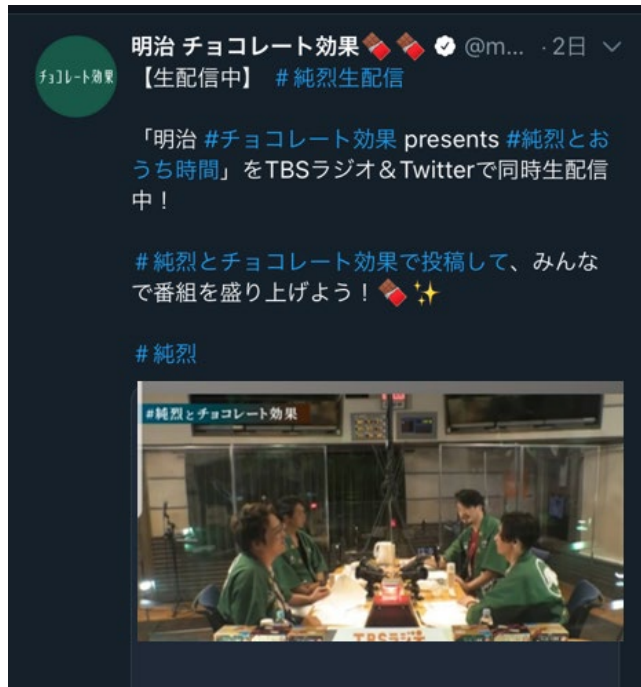 明治 チョコレート効果🍫🍫 @m... ·2日
チョコレート効果
【生配信中】 #純烈生配信
「明治 #チョコレート効果 presents #純烈とお
うち時間」をTBSラジオ&Twitterで同時生配信
中!
#純烈とチョコレート効果で投稿して、みんな
で番組を盛り上げよう!🍫✨
#純烈
#純烈とチョコレート効果
TBSラジオ